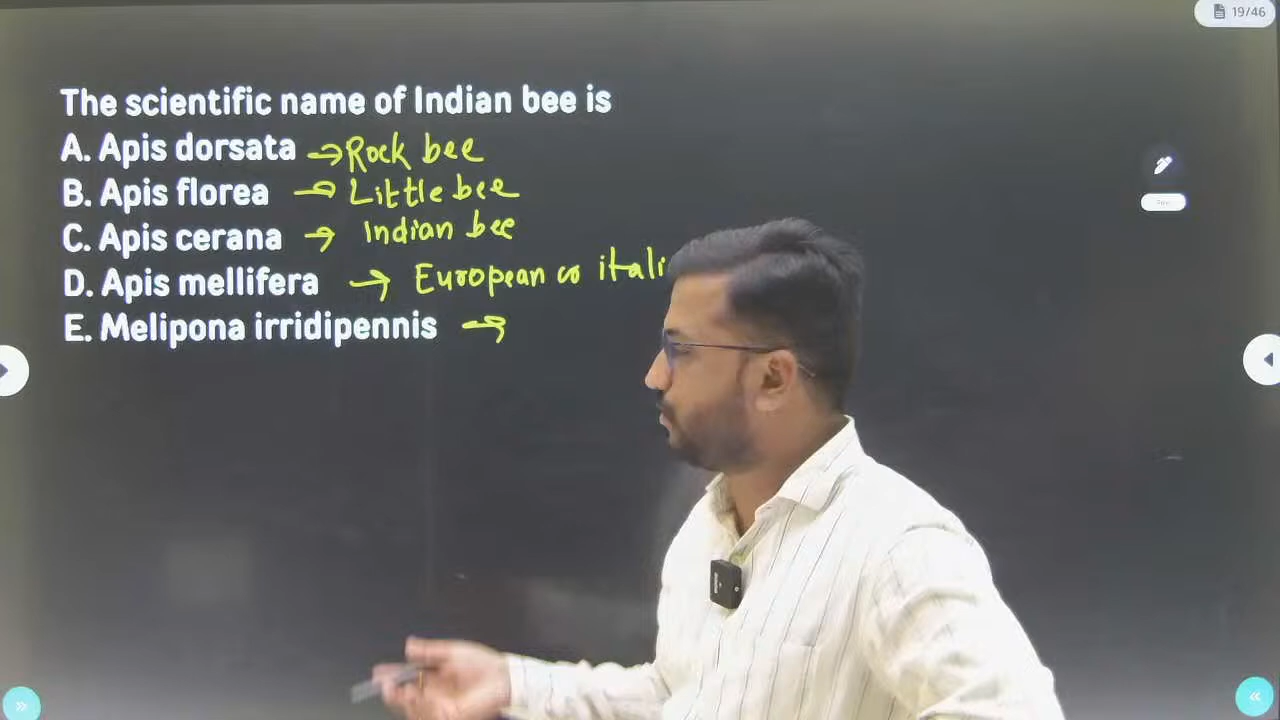 19/46
The scientific name of Indian bee is
A. Apis dorsata → Rock bee
B. Apis florea → Little bee
C. Apis cerana → Indian bee
D. Apis mellifera → European or
E. Melipona irridipennis →